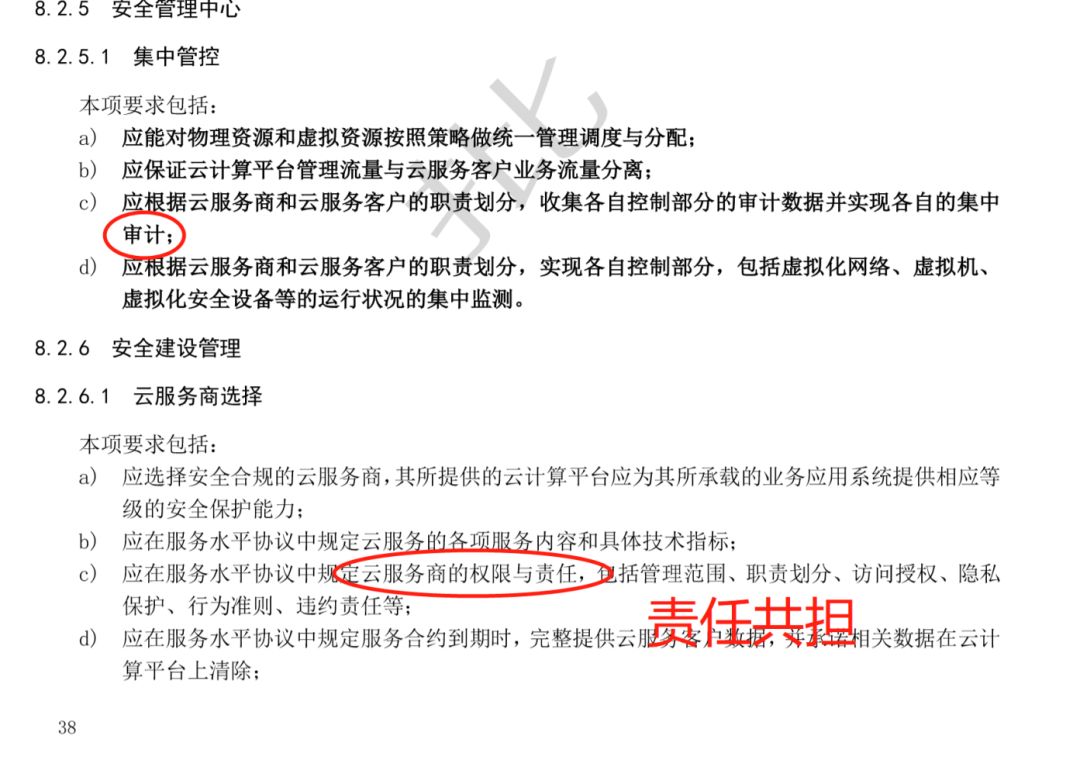 8.2.5 安全管理中心
8.2.5.1 集中管控
本项要求包括：
a) 应能对物理资源和虚拟资源按照策略做统一管理调度与分配；
b) 应保证云计算平台管理流量与云服务客户业务流量分离；
c) 应根据云服务商和云服务客户的职责划分，收集各自控制部分的审计数据并实现各自的集中
审计；
d) 应根据云服务商和云服务客户的职责划分，实现各自控制部分，包括虚拟化网络、虚拟机、
虚拟化安全设备等的运行状况的集中监测。
8.2.6 安全建设管理
8.2.6.1 云服务商选择
本项要求包括：
a) 应选择安全合规的云服务商，其所提供的云计算平台应为其所承载的业务应用系统提供相应等
级的安全保护能力；
b) 应在服务水平协议中规定云服务的各项服务内容和具体技术指标；
c) 应在服务水平协议中规定云服务商的权限与责任，包括管理范围、职责划分、访问授权、隐私
保护、行为准则、违约责任等；
责任共担
d) 应在服务水平协议中规定服务合约到期时，完整提供云服务客户数据，并承诺相关数据在云计
算平台上清除；
38